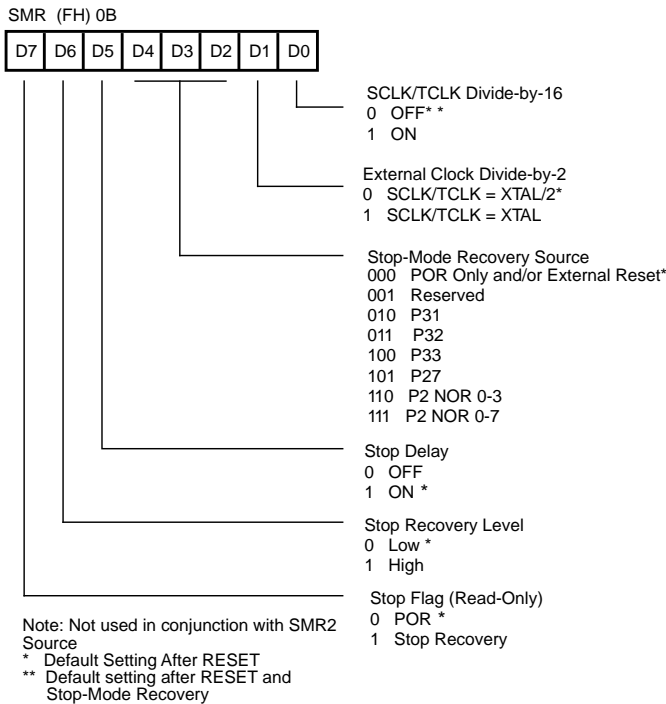 SMR (FH) 0B
D7 D6 D5 D4 D3 D2 D1 D0
SCLK/TCLK Divide-by-16
0 OFF* *
1 ON
External Clock Divide-by-2
0 SCLK/TCLK = XTAL/2*
1 SCLK/TCLK = XTAL
Stop-Mode Recovery Source
000 POR Only and/or External Reset*
001 Reserved
010 P31
011 P32
100 P33
101 P27
110 P2 NOR 0-3
111 P2 NOR 0-7
Stop Delay
0 OFF
1 ON *
Stop Recovery Level
0 Low *
1 High
Stop Flag (Read-Only)
0 POR *
1 Stop Recovery
Note: Not used in conjunction with SMR2
Source
* Default Setting After RESET
** Default setting after RESET and
Stop-Mode Recovery